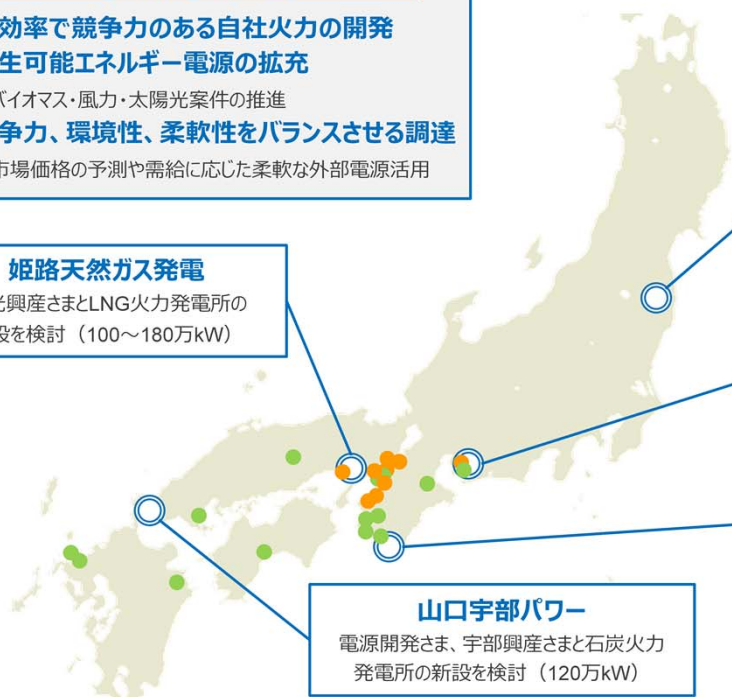 効率で競争力のある自社火力の開発
生可能エネルギー電源の拡充
バイオマス・風力・太陽光案件の推進
争力、環境性、柔軟性をバランスさせる調達
市場価格の予測や需給に応じた柔軟な外部電源活用
姫路天然ガス発電
光興産さまとLNG火力発電所の
設を検討（100～180万kW）
山口宇部パワー
電源開発さま、宇部興産さまと石炭火力
発電所の新設を検討（120万kW）